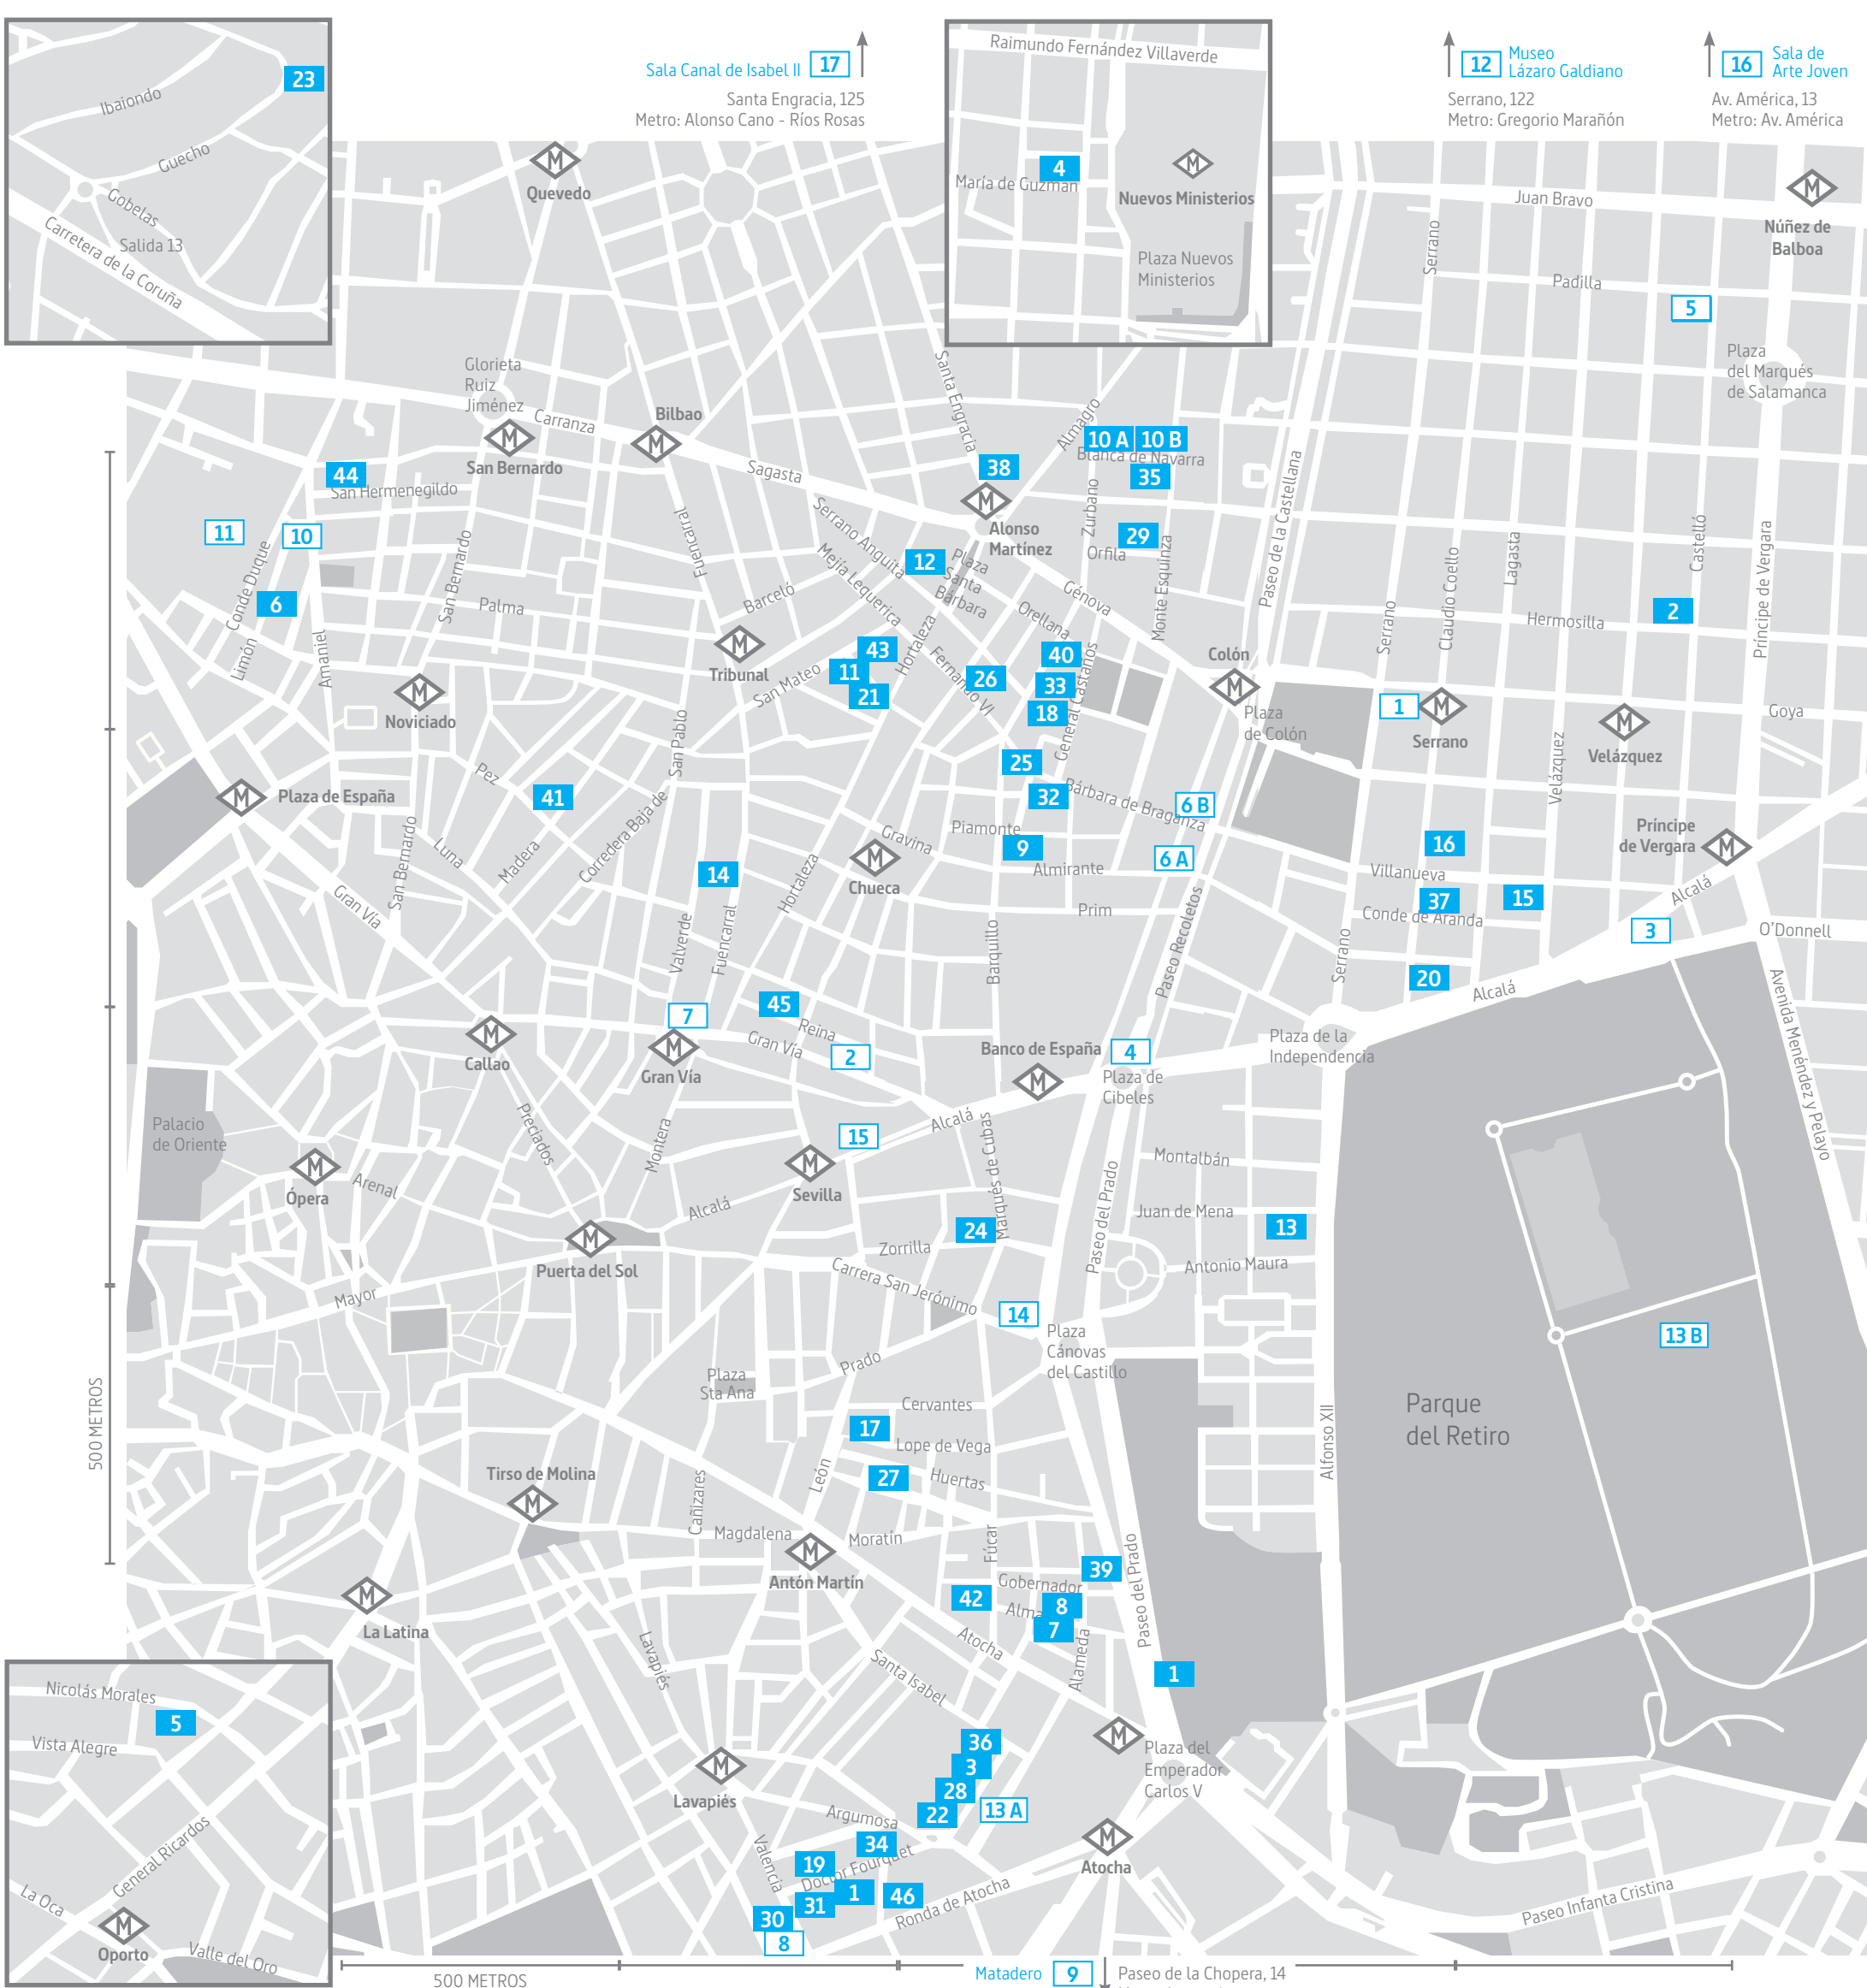 23
Ibaiondo
Guecho
Gobelas
Salida 13
Carretera de la Coruña
Sala Canal de Isabel II 17
Santa Engracia, 125
Metro: Alonso Cano - Ríos Rosas
Raimundo Fernández Villaverde
4
María de Guzmán
M
Nuevos Ministerios
Plaza Nuevos
Ministerios
12 Museo
Lázaro Galdiano
Serrano, 122
Metro: Gregorio Marañón
16 Sala de
Arte Joven
Av. América, 13
Metro: Av. América
M
Quevedo
Juan Bravo
M
Núñez de
Balboa
Serrano
Padilla
5
Plaza
del Marqués
de Salamanca
Glorieta
Ruiz
Jiménez
Carranza
Bilbao
M
M
San Bernardo
Santa Engracia
Almagro
10 A
10 B
Blanca de Navarra
35
38
Sagasta
44
San Hermenegildo
M
Alonso
Martínez
Zurbano
29
Orfila
Monte Esquinza
Paseo de la Castellana
11
10
Conde Duque
6
Limón
Amaniel
San Bernardo
Palma
Fuencarral
Serrano Anguita
Mejía Lequerica
12
Plaza
Santa
Bárbara
Barceló
Génova
Orellana
Hortaleza
Castelló
Príncipe de Vergara
Lagasta
Claudio Coello
Serrano
Hermosilla
2
M
Tribunal
San Mateo
43
11
21
Fernando VI
26
40
33
18
General Castaños
Colón
M
Plaza
de Colón
1
M
Serrano
Goya
M
Velázquez
Velázquez
M
Noviciado
San Pablo
Pez
41
M
Plaza de España
25
32
Bárbara de Braganza
6 B
Piamonte
9
Almirante
6 A
Gravina
M
Chueca
Prim
Príncipe
de Vergara
M
16
Villanueva
37
15
Conde de Aranda
Alcalá
3
O'Donnell
20
Alcalá
Serrano
San Bernardo
Luna
Madera
Corredera Baja de
14
Hortaleza
Gran Vía
Valverde
Fuencarral
Barquillo
Paseo Recoletos
Avenida Menéndez y Pelayo
45
7
Reina
Gran Vía
2
M
Callao
M
Gran Vía
Banco de España
M
4
Plaza de
Cibeles
Plaza de la
Independencia
Palacio
de Oriente
Preciados
Montera
15
Alcalá
Marqués de Cubas
Montalbán
M
Ópera
Arenal
M
Sevilla
Alcalá
Juan de Mena
13
24
Zorrilla
Paseo del Prado
Antonio Maura
M
Puerta del Sol
Carrera San Jerónimo
Mayor
14
Plaza
Cánovas
del Castillo
13 B
Parque
del Retiro
500 METROS
Plaza
Sta Ana
Prado
Cervantes
17
Lope de Vega
27
Huertas
León
Cañizares
Alfonso XII
Tirso de Molina
M
Magdalena
Moratín
Fúcar
M
Antón Martín
39
Gobernador
42
8
Alma
7
Paseo del Prado
M
La Latina
Lavapiés
Atocha
Santa Isabel
Alameda
1
Nicolás Morales
5
Vista Alegre
General Ricardos
La Oca
M
Oporto
Valle del Oro
M
Lavapiés
36
3
28
22
13 A
M
Plaza del
Emperador
Carlos V
Argumosa
34
19
Doctor Fourquet
Valencia
1
46
31
30
8
Ronda de Atocha
M
Atocha
Paseo Infanta Cristina
500 METROS
Matadero 9 Paseo de la Chopera, 14